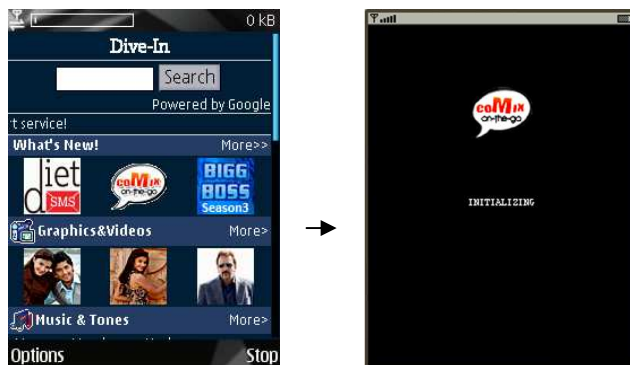 0 kB
Dive-In
Search
Powered by Google
t service!
What's New! More>>
diet SMS
coMix on-the-go
BIGG BOSS Season3
Graphics&Videos More>
Music & Tones More>
Options Stop
coMix on-the-go
INITIALIZING